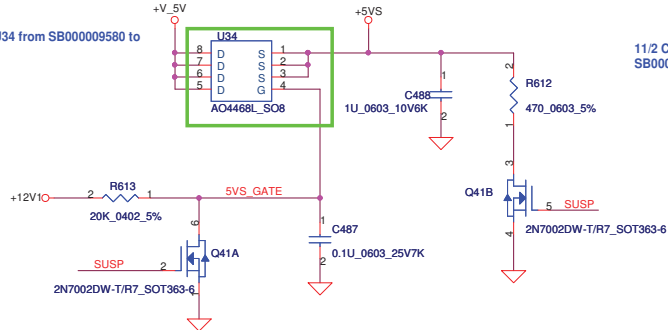 +V_5V
+5VS
U34 from SB000009580 to
U34
11/2 C
SB000
8 D S 1
7 D S 2
6 D S 3
5 D G 4
AO4468L_SO8
1
C488
1U_0603_10V6K
2
2
R612
470_0603_5%
1
3
Q41B
5 SUSP
2N7002DW-T/R7_SOT363-6
4
R613
+12V1 2 1 5VS_GATE
20K_0402_5%
6
Q41A
SUSP 2
2N7002DW-T/R7_SOT363-6
1
1
C487
0.1U_0603_25V7K
2